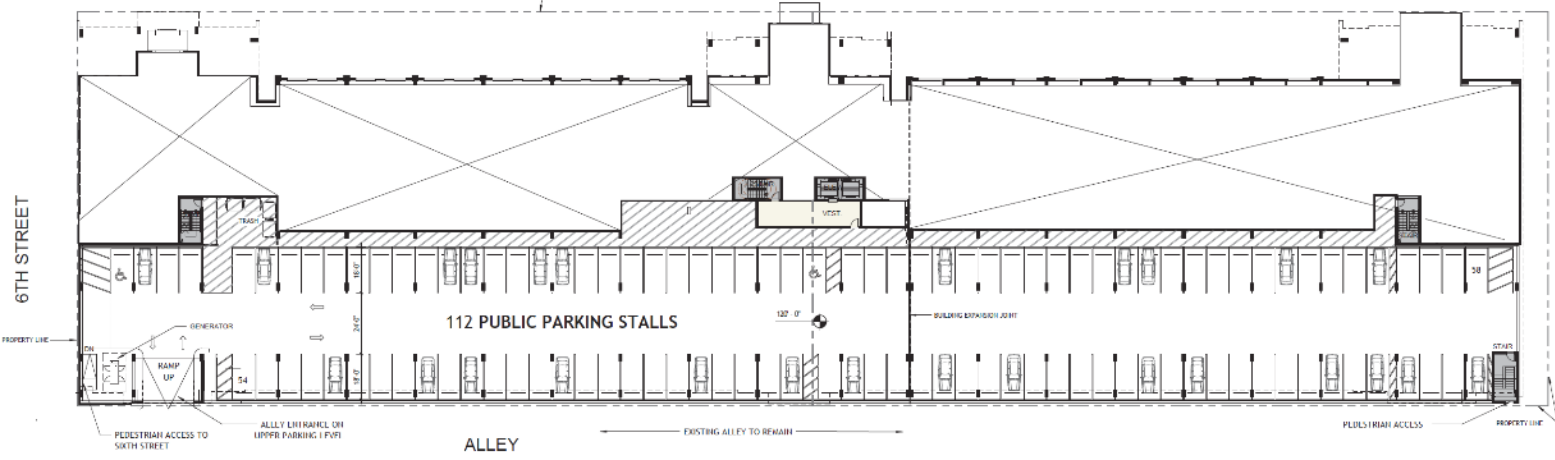 6TH STREET
TRASH
VEST.
58
18'-0"
24'-0"
18'-0"
112 PUBLIC PARKING STALLS
120'-0"
BUILDING EXPANSION JOINT
GENERATOR
PROPERTY LINE
DN
RAMP
UP
54
STAIR
PEDESTRIAN ACCESS TO
SIXTH STREET
ALLEY ENTRANCE ON
UPPER PARKING LEVEL
ALLEY
EXISTING ALLEY TO REMAIN
PEDESTRIAN ACCESS
PROPERTY LINE